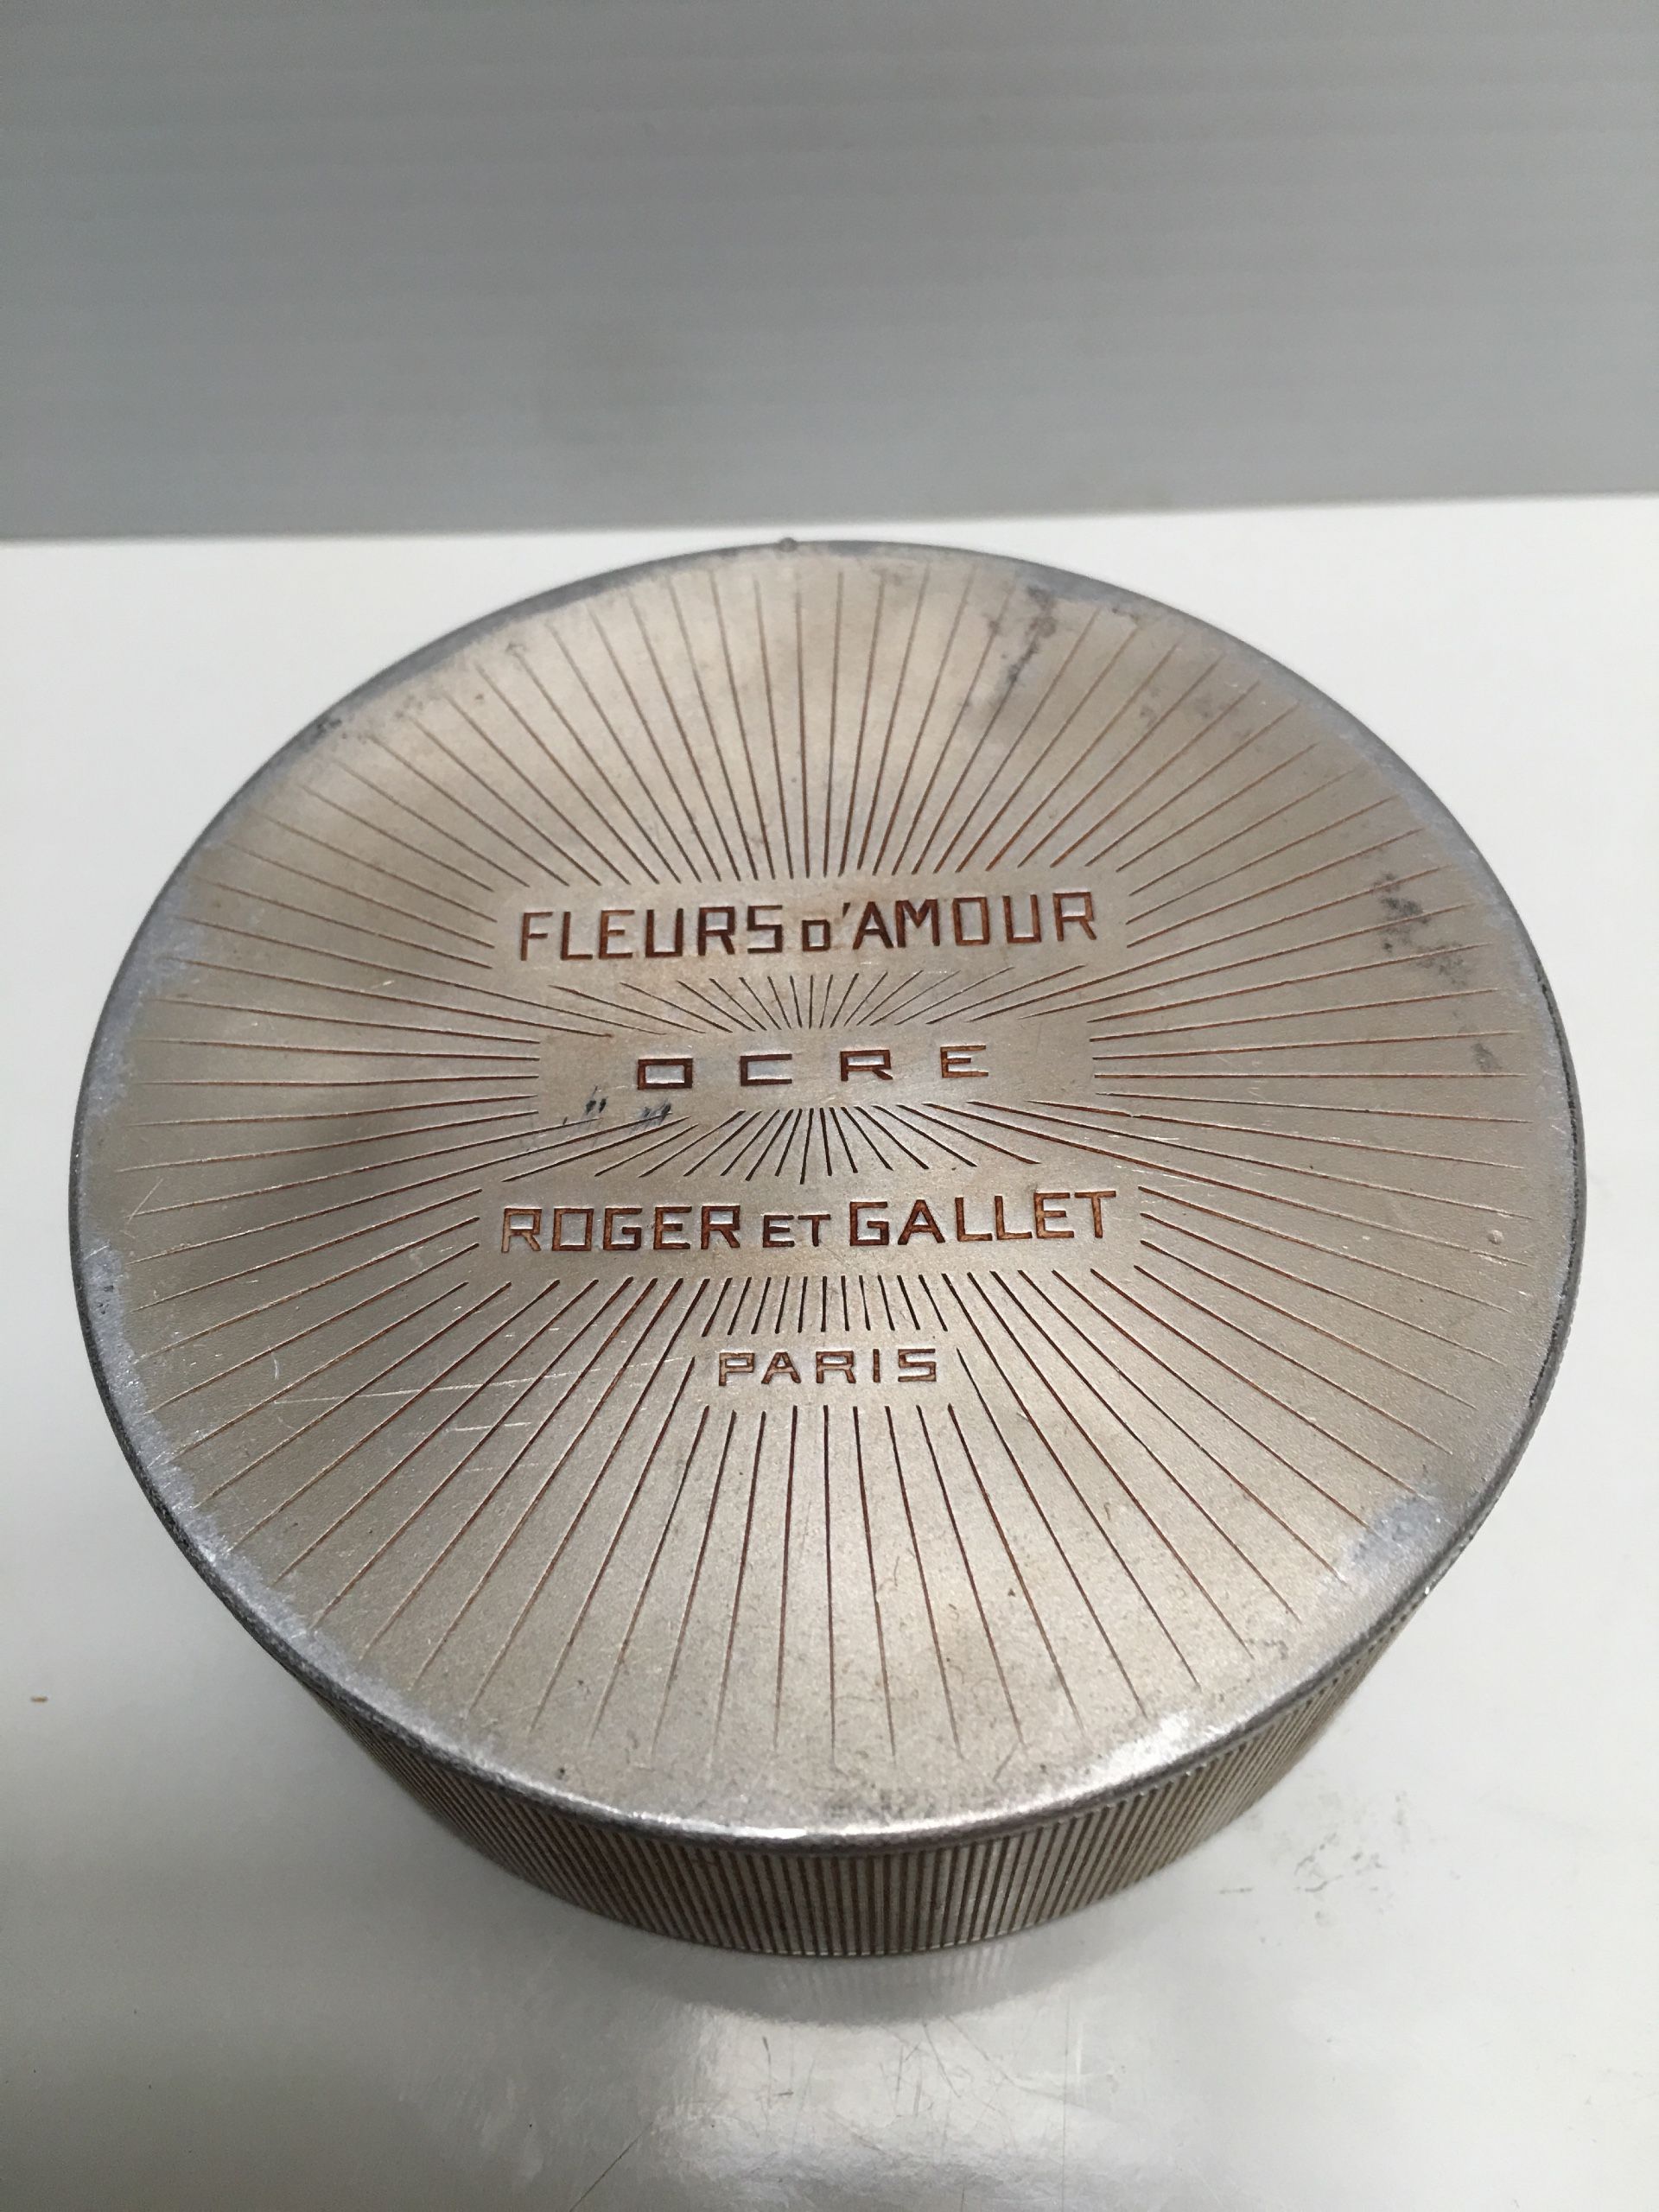 FLEURS D'AMOUR
OCRE
ROGER ET GALLET
PARIS